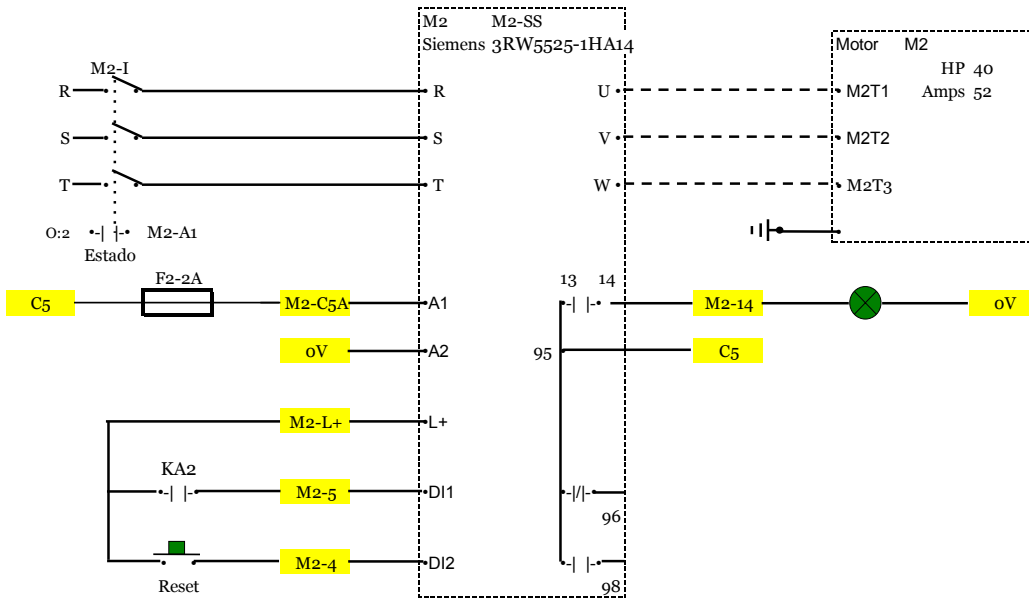 M2 M2-SS
Siemens 3RW5525-1HA14
Motor M2
HP 40
Amps 52
M2-I
R
R
U
M2T1
S
S
V
M2T2
T
T
W
M2T3
O:2 M2-A1
Estado
F2-2A
13 14
C5
M2-C5A
A1
M2-14
0V
0V
A2
95
C5
M2-L+
L+
KA2
M2-5
DI1
96
M2-4
DI2
Reset
98